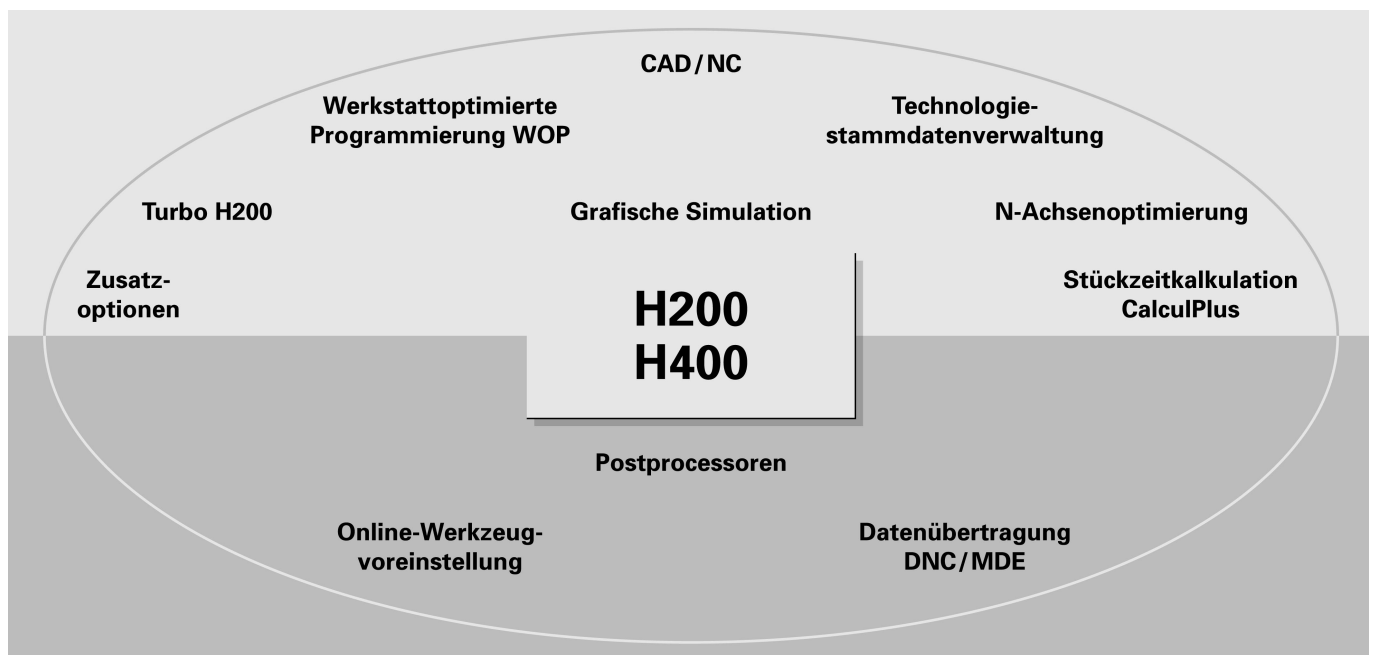 CAD/NC
Werkstattoptimierte
Programmierung WOP
Technologie-
stammdatenverwaltung
Turbo H200
Grafische Simulation
N-Achsenoptimierung
Zusatz-
optionen
Stückzeitkalkulation
CalculPlus
H200
H400
Postprocessoren
Online-Werkzeug-
voreinstellung
Datenübertragung
DNC/MDE